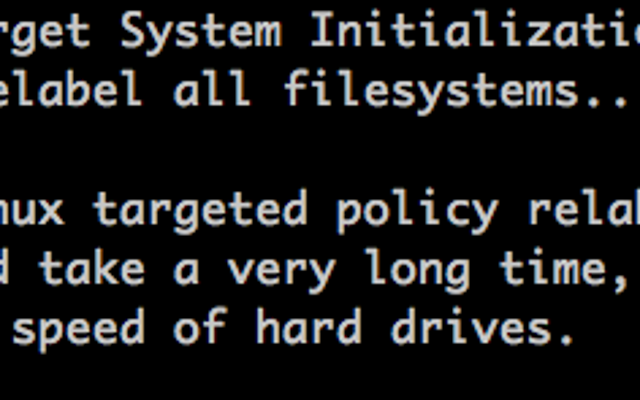 rget System Initializatio
elabel all filesystems..
nux targeted policy relab
d take a very long time,
speed of hard drives.